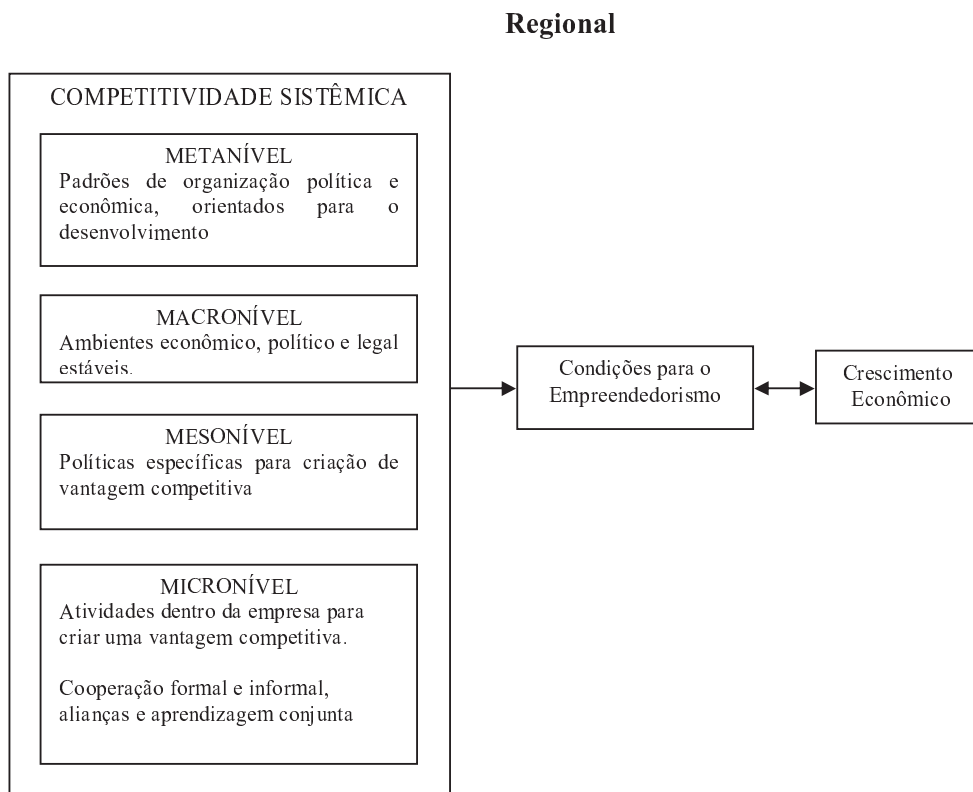 Regional
COMPETITIVIDADE SISTÊMICA
METANÍVEL
Padrões de organização política e
econômica, orientados para o
desenvolvimento
MACRONÍVEL
Ambientes econômico, político e legal
estáveis.
MESONÍVEL
Políticas específicas para criação de
vantagem competitiva
MICRONÍVEL
Atividades dentro da empresa para
criar uma vantagem competitiva.
Cooperação formal e informal,
alianças e aprendizagem conjunta
Condições para o
Empreendedorismo
Crescimento
Econômico